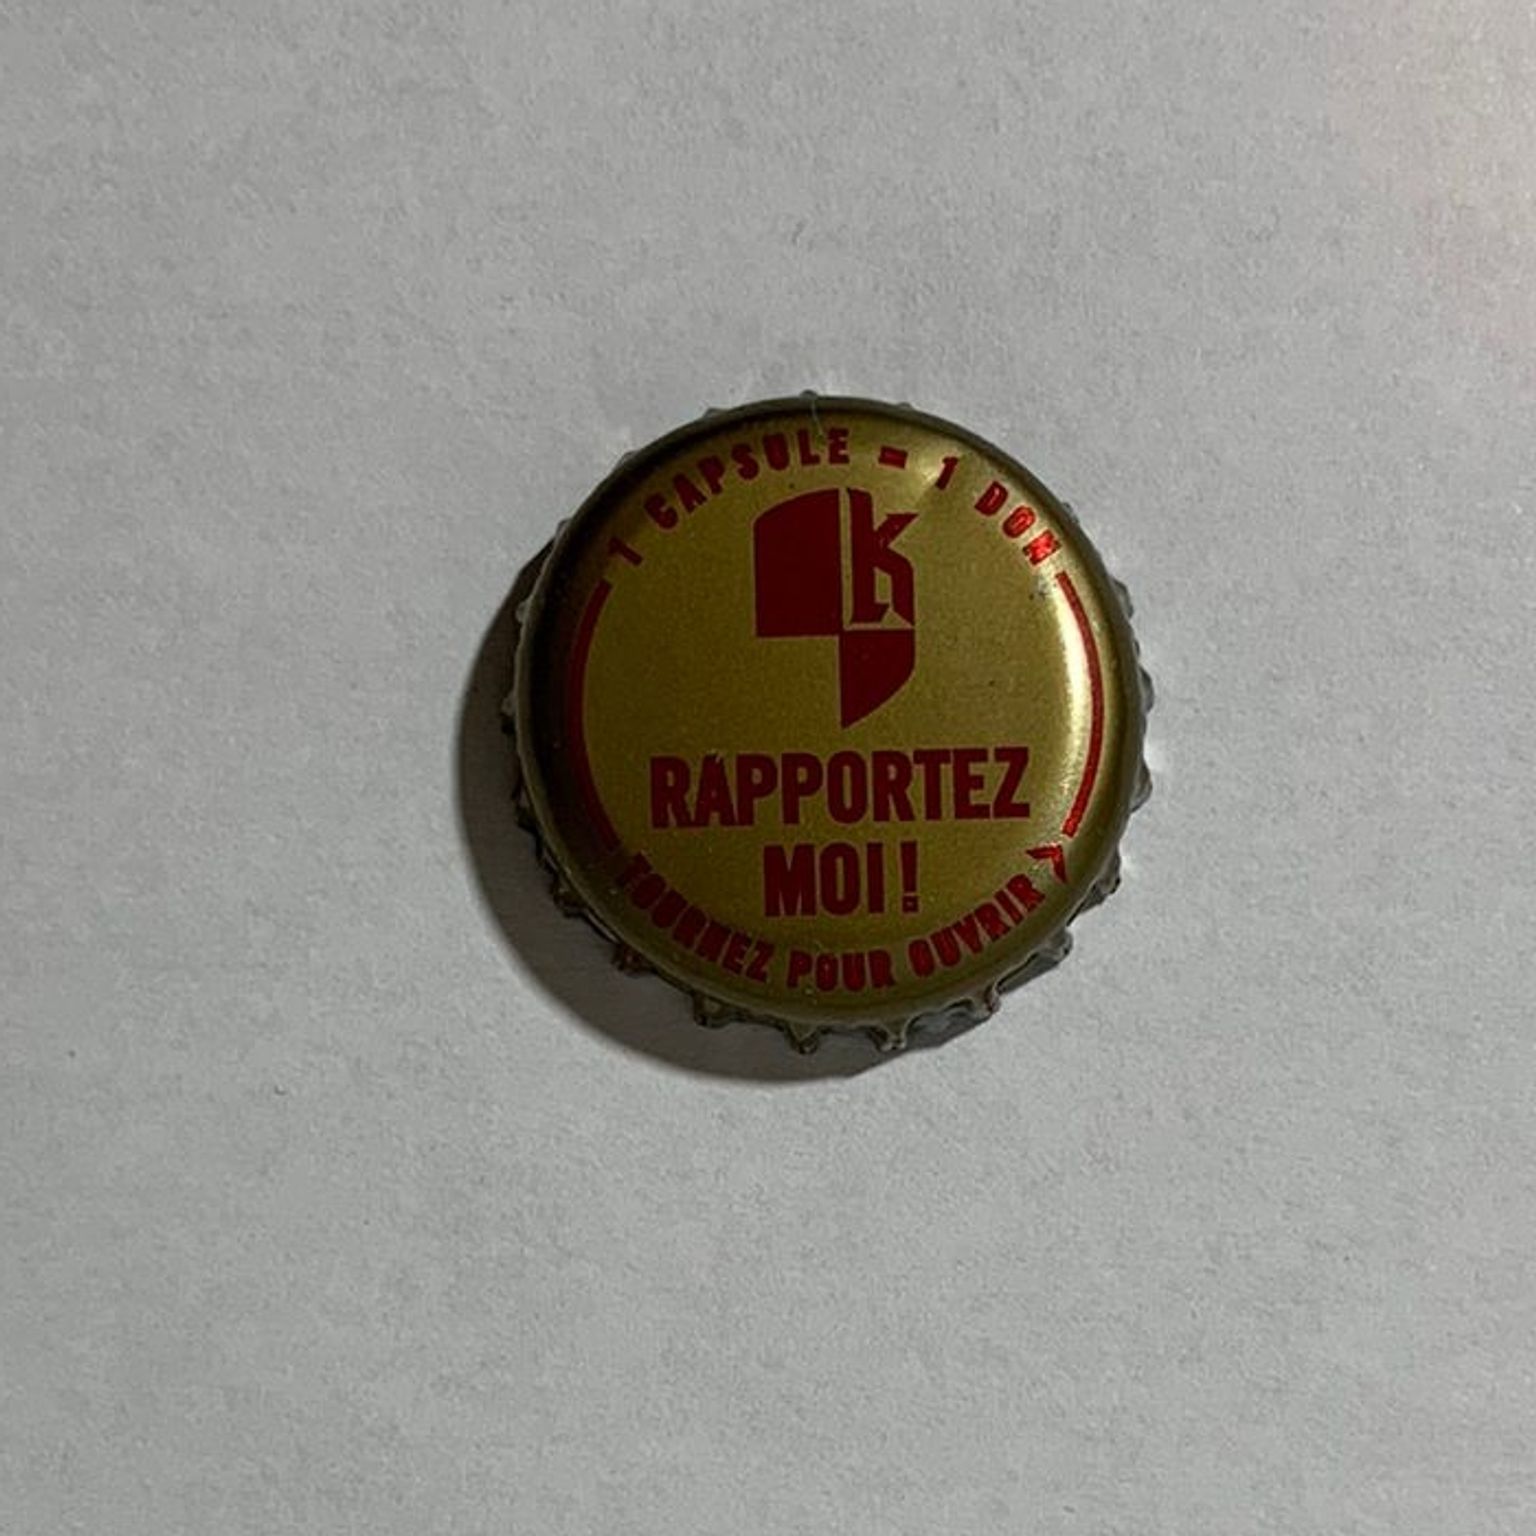 1 CAPSULE = 1 DON
K
RAPPORTEZ
MOI !
TOURNEZ POUR OUVRIR